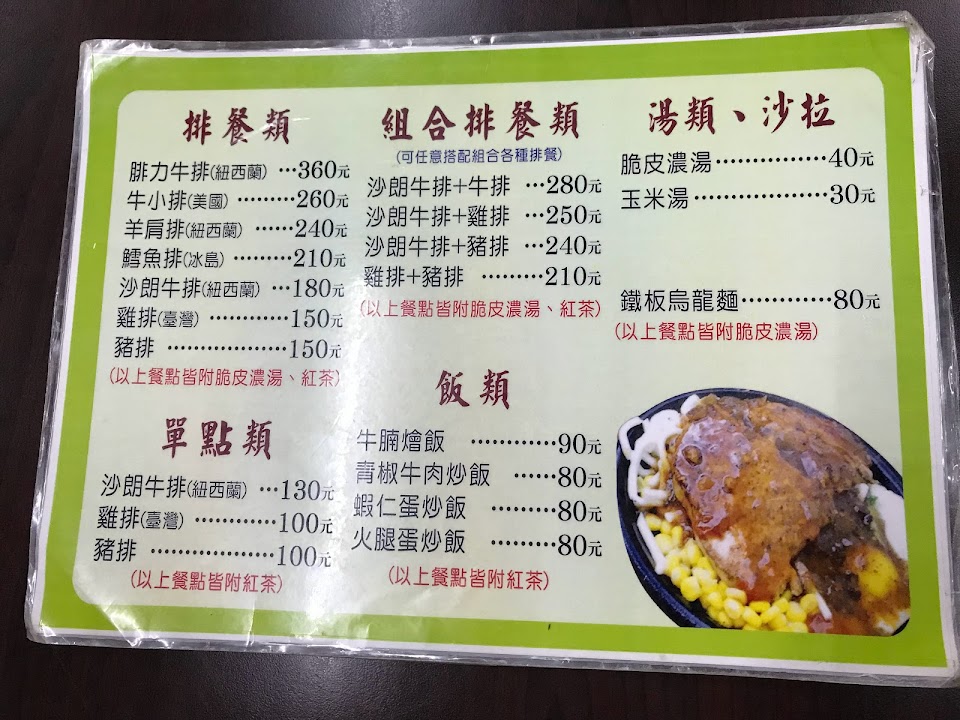 排餐類
腓力牛排(紐西蘭) …360元
牛小排(美國) ………260元
羊肩排(紐西蘭) ……240元
鱈魚排(冰島) ………210元
沙朗牛排(紐西蘭) …180元
雞排(臺灣) …………150元
豬排 ………………150元
(以上餐點皆附脆皮濃湯、紅茶)
單點類
沙朗牛排(紐西蘭) …130元
雞排(臺灣) …………100元
豬排 ………………100元
(以上餐點皆附紅茶)
組合排餐類
(可任意搭配組合各種排餐)
沙朗牛排+牛排 …280元
沙朗牛排+雞排 …250元
沙朗牛排+豬排 …240元
雞排+豬排 ………210元
(以上餐點皆附脆皮濃湯、紅茶)
飯類
牛腩燴飯 …………90元
青椒牛肉炒飯 ……80元
蝦仁蛋炒飯 ………80元
火腿蛋炒飯 ………80元
(以上餐點皆附紅茶)
湯類、沙拉
脆皮濃湯……………40元
玉米湯………………30元
鐵板烏龍麵…………80元
(以上餐點皆附脆皮濃湯)